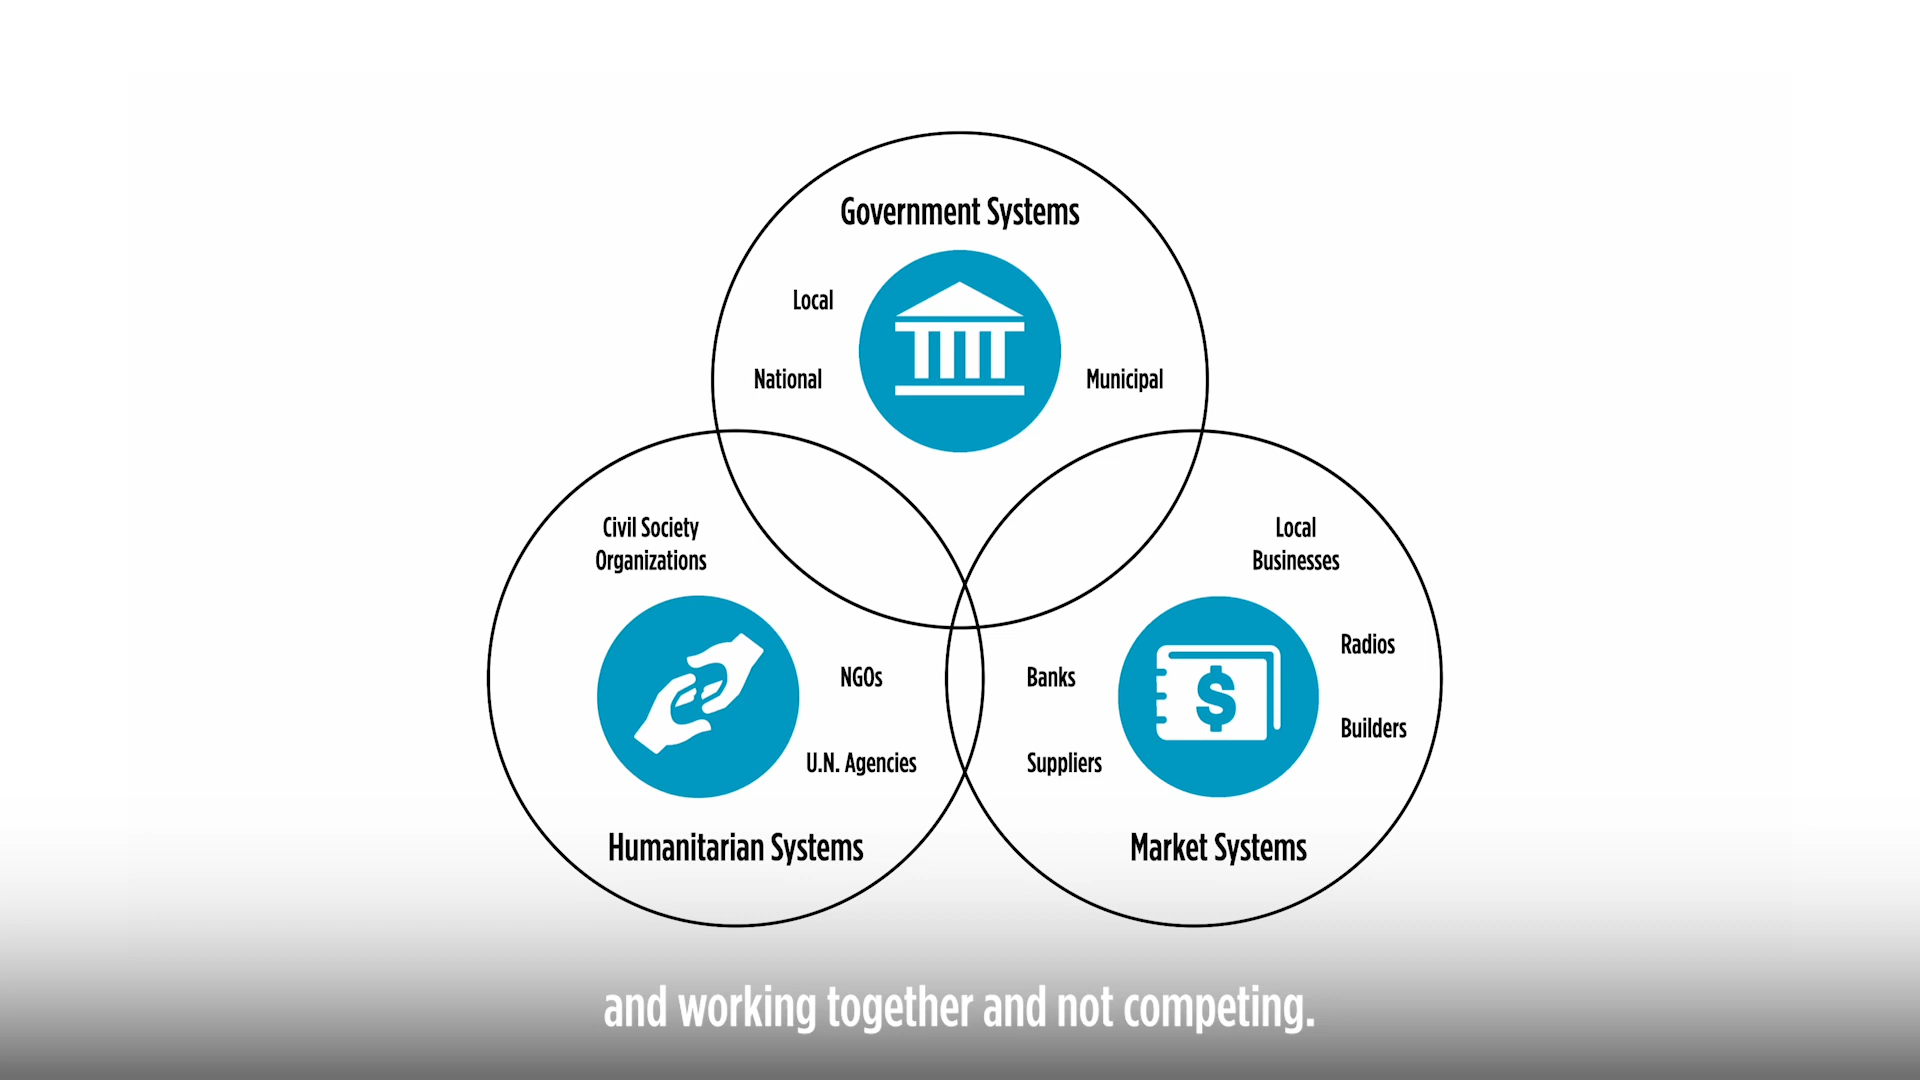 Government Systems
Local
National
Municipal
Civil Society
Organizations
NGOs
U.N. Agencies
Humanitarian Systems
Local
Businesses
Radios
Banks
Builders
Suppliers
Market Systems
$
and working together and not competing.